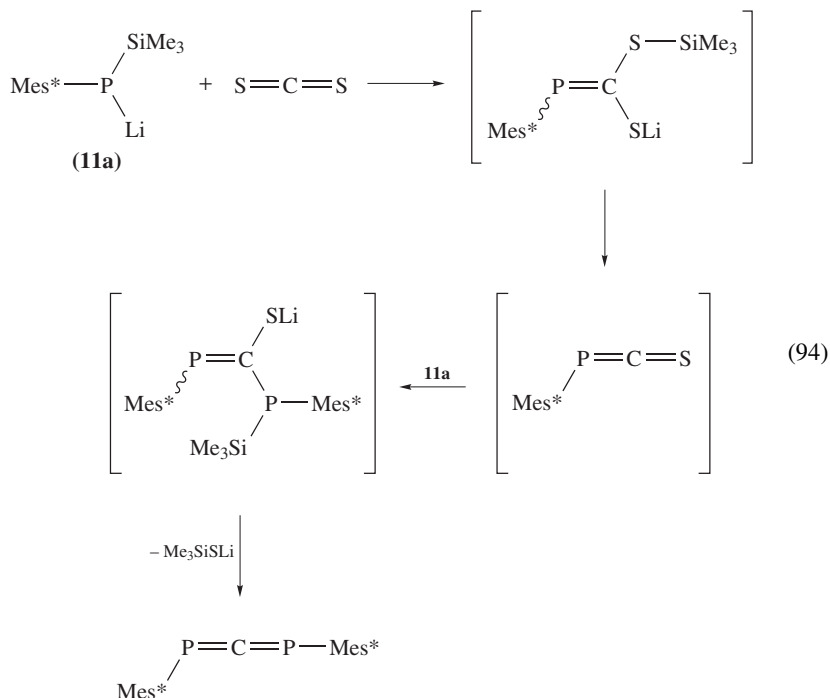 SiMe3
Mes* P
Li
(11a)
+ S C S
S SiMe3
P C
Mes* SLi
SLi
P C
Mes* P Mes*
Me3Si
11a
P C S
Mes*
(94)
– Me3SiSLi
P C P Mes*
Mes*